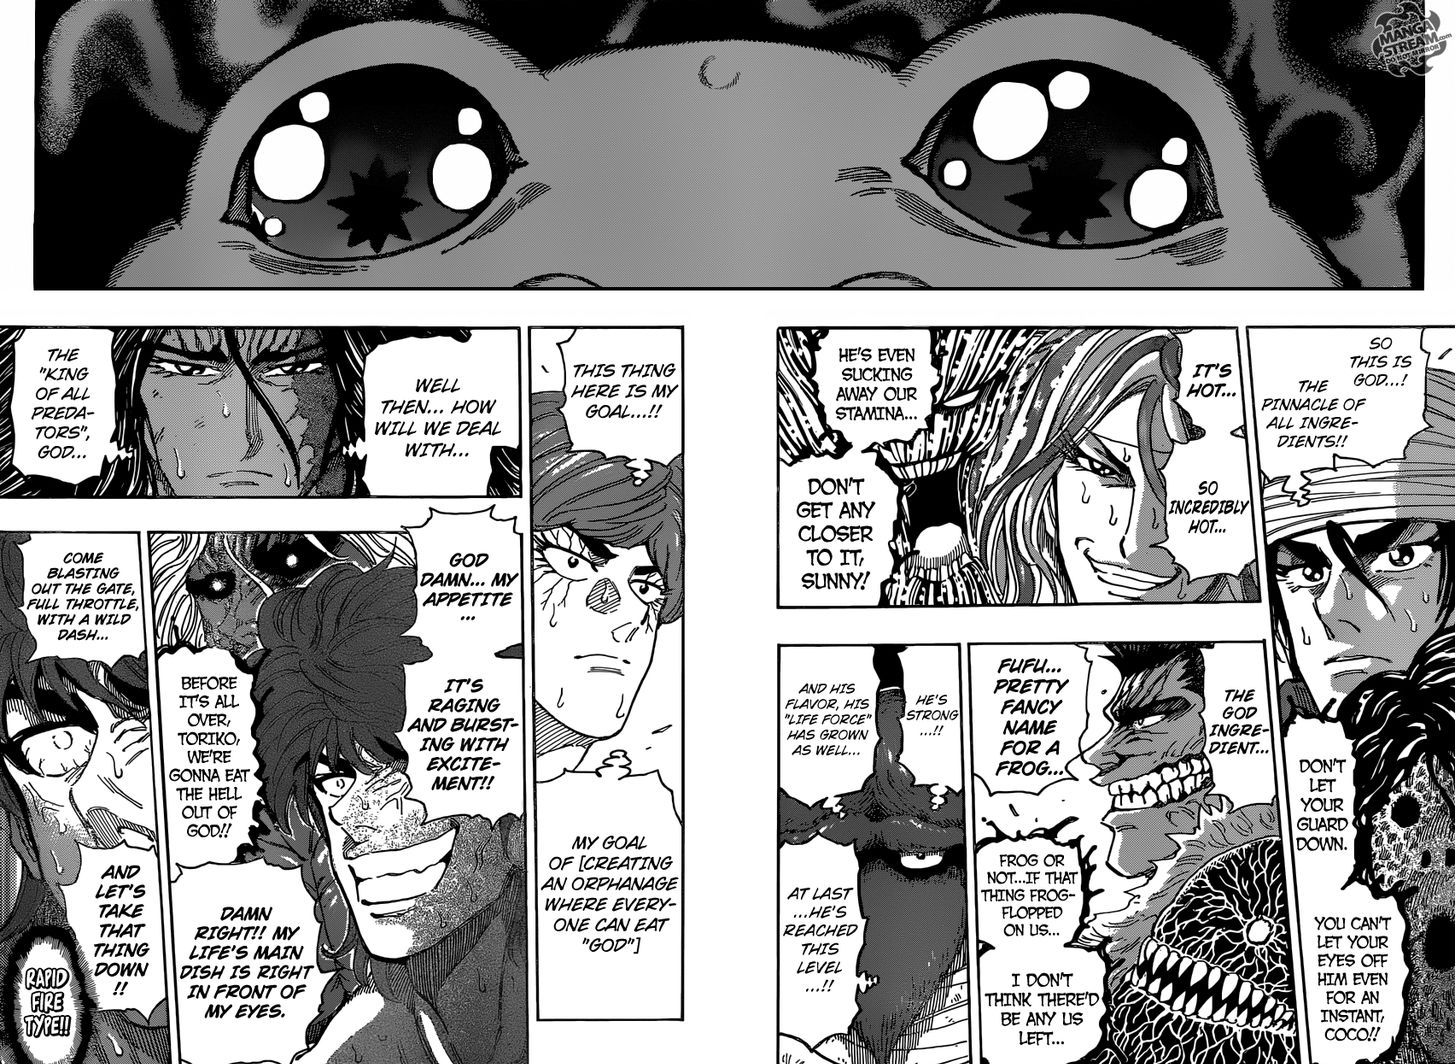 MANGA
STREAM.com
SO
THIS IS
GOD...!
THE
PINNACLE OF
ALL INGRE-
DIENTS!!
DON'T
LET
YOUR
GUARD
DOWN.
YOU CAN'T
LET YOUR
EYES OFF
HIM EVEN
FOR AN
INSTANT,
COCO!!
IT'S
HOT...
SO
INCREDIBLY
HOT...
HE'S EVEN
SUCKING
AWAY OUR
STAMINA...
DON'T
GET ANY
CLOSER
TO IT,
SUNNY!
THE
GOD
INGRE-
DIENT...
FUFU...
PRETTY
FANCY
NAME
FOR A
FROG...
FROG OR
NOT...IF THAT
THING FROG-
FLOPPED
ON US...
I DON'T
THINK THERE'D
BE ANY US
LEFT...
HE'S
STRONG
...!!
AND HIS
FLAVOR, HIS
"LIFE FORCE"
HAS GROWN
AS WELL...
AT LAST
...HE'S
REACHED
THIS
LEVEL
...!!
THIS THING
HERE IS MY
GOAL...!!
MY GOAL
OF [CREATING
AN ORPHANAGE
WHERE EVERY-
ONE CAN EAT
"GOD"]
WELL
THEN... HOW
WILL WE DEAL
WITH...
THE
"KING
OF ALL
PREDA-
TORS",
GOD...
GOD
DAMN... MY
APPETITE
...
IT'S
RAGING
AND BURST-
ING WITH
EXCITE-
MENT!!
BEFORE
IT'S ALL
OVER,
TORIKO,
WE'RE
GONNA EAT
THE HELL
OUT OF
GOD!!
DAMN
RIGHT!! MY
LIFE'S MAIN
DISH IS RIGHT
IN FRONT OF
MY EYES.
COME
BLASTING
OUT THE GATE,
FULL THROTTLE,
WITH A WILD
DASH...
AND
LET'S
TAKE
THAT
THING
DOWN
!!
RAPID
FIRE
TYPE!!